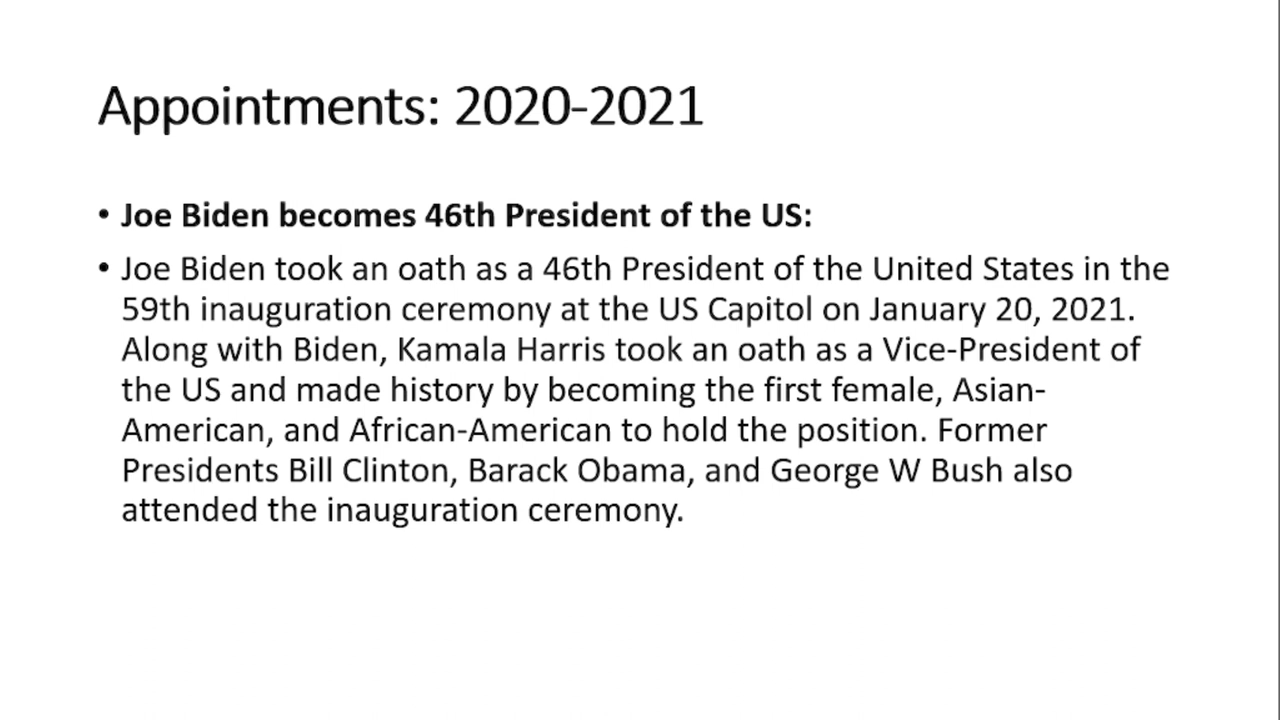 Appointments: 2020-2021
• Joe Biden becomes 46th President of the US:
• Joe Biden took an oath as a 46th President of the United States in the
59th inauguration ceremony at the US Capitol on January 20, 2021.
Along with Biden, Kamala Harris took an oath as a Vice-President of
the US and made history by becoming the first female, Asian-
American, and African-American to hold the position. Former
Presidents Bill Clinton, Barack Obama, and George W Bush also
attended the inauguration ceremony.